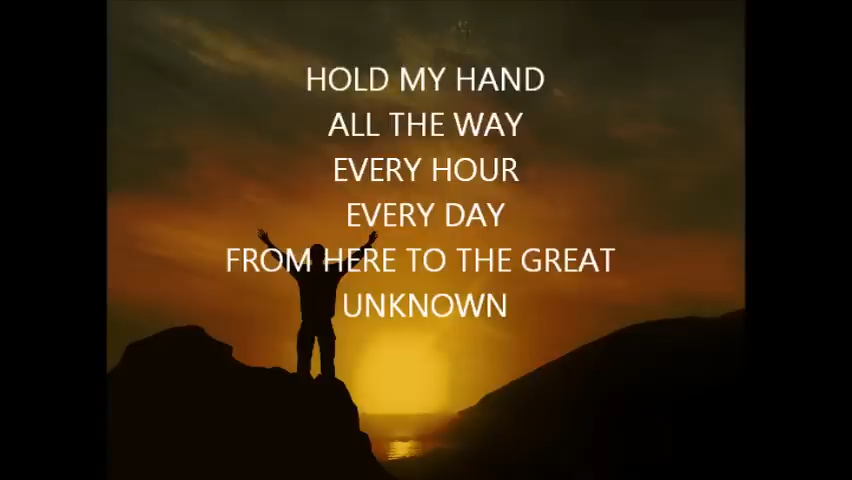 HOLD MY HAND
ALL THE WAY
EVERY HOUR
EVERY DAY
FROM HERE TO THE GREAT
UNKNOWN